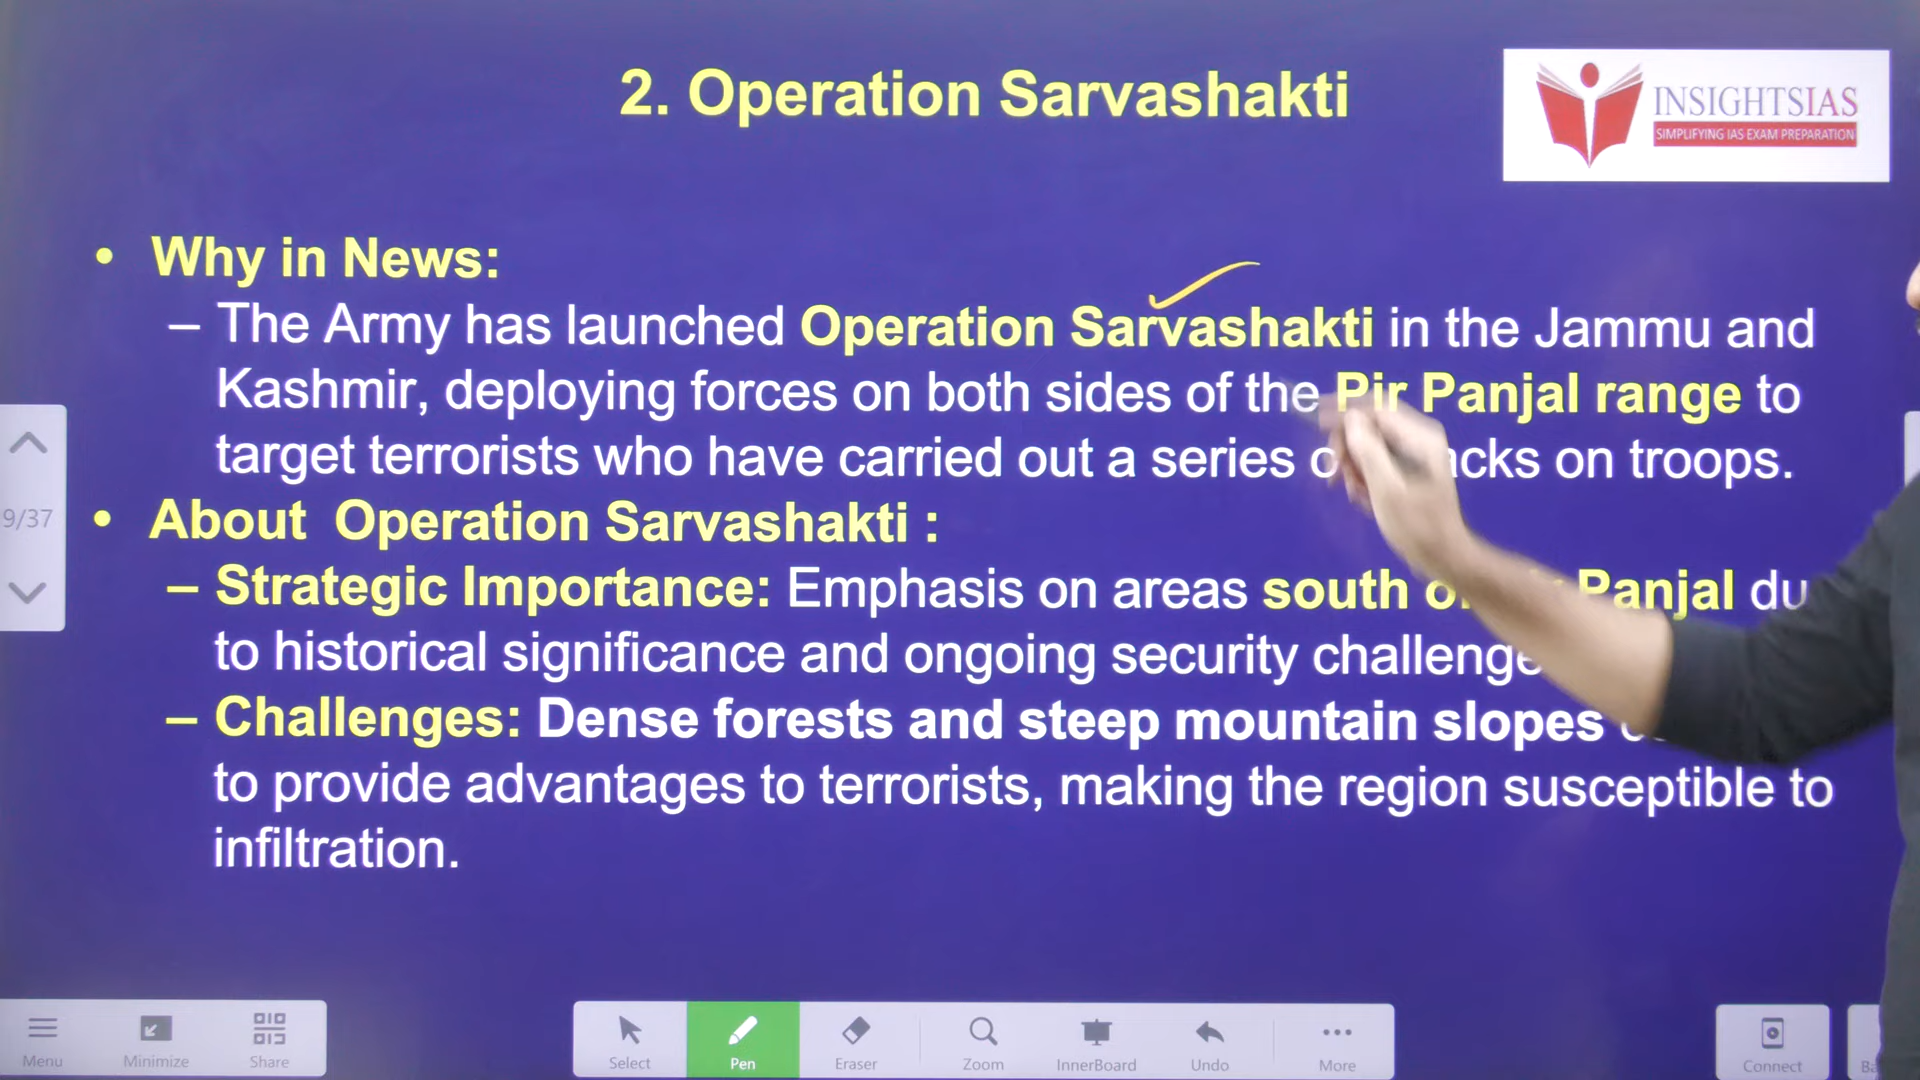 2. Operation Sarvashakti
INSIGHTSIAS
SIMPLIFYING IAS EXAM PREPARATION
• Why in News:
– The Army has launched Operation Sarvashakti in the Jammu and
Kashmir, deploying forces on both sides of the Pir Panjal range to
target terrorists who have carried out a series on troops.
• About Operation Sarvashakti :
– Strategic Importance: Emphasis on areas south Panjal
to historical significance and ongoing security
– Challenges: Dense forests and steep mountain slopes
to provide advantages to terrorists, making the region susceptible to
infiltration.
9/37
Menu
Minimize
Share
Select
Pen
Eraser
Zoom
InnerBoard
Undo
More
Connect